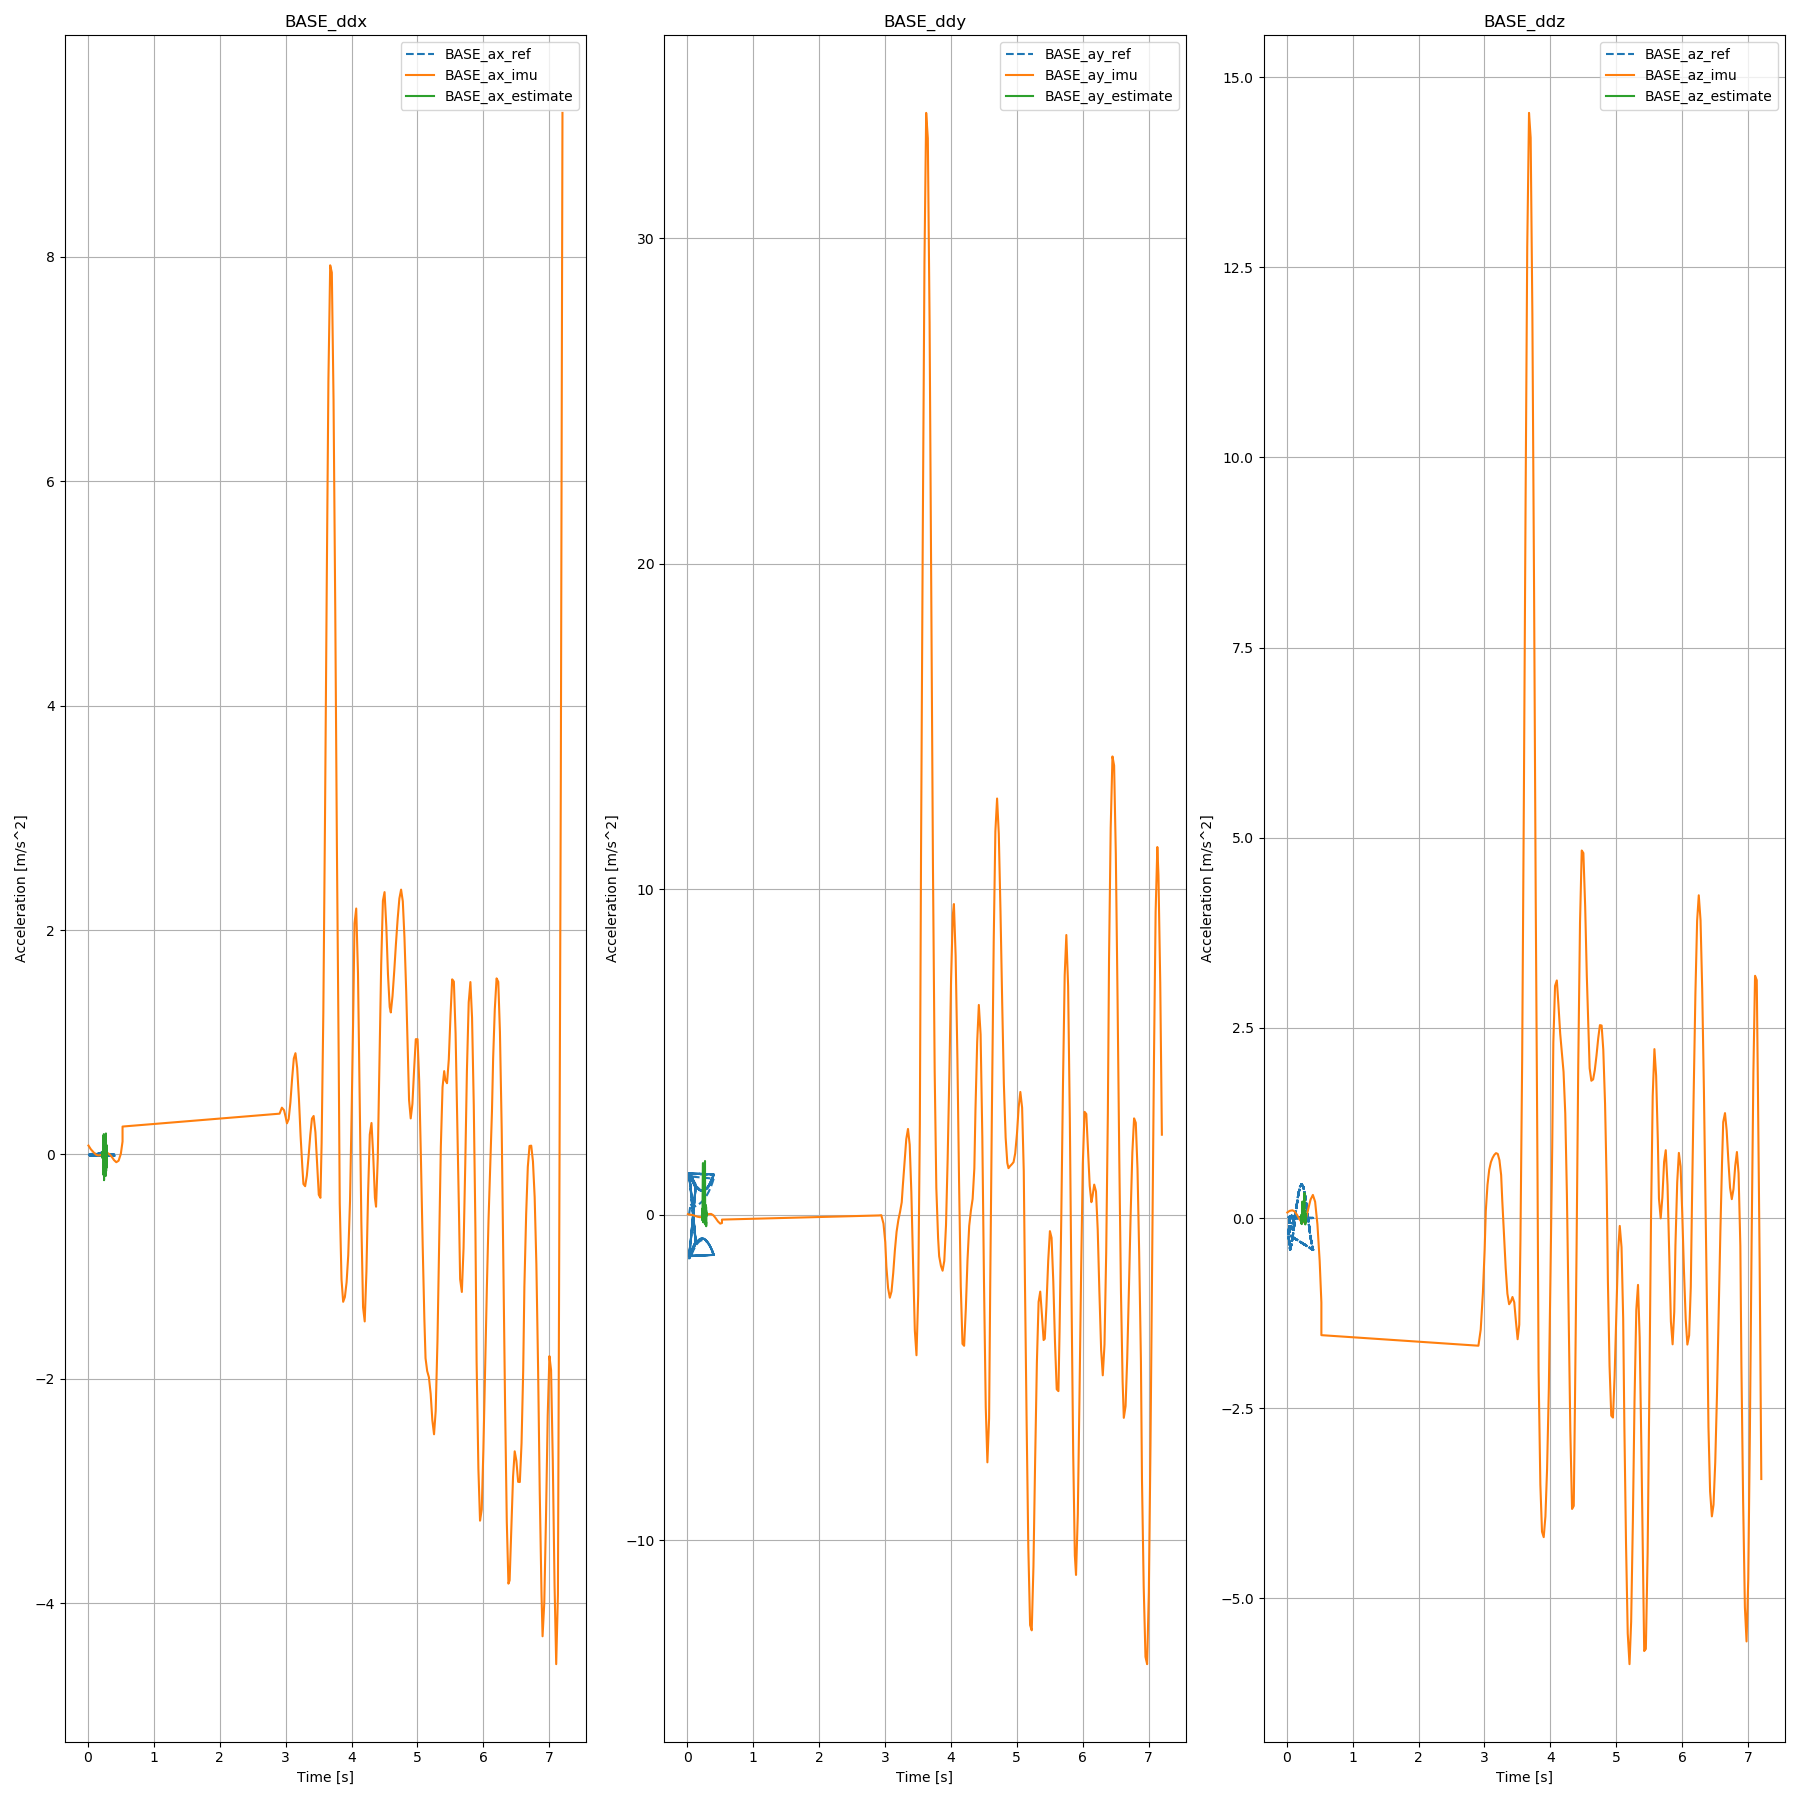 BASE_ddx
BASE_ax_ref
BASE_ax_imu
BASE_ax_estimate
8
6
4
2
0
−2
−4
Acceleration [m/s^2]
0 1 2 3 4 5 6 7
Time [s]
BASE_ddy
BASE_ay_ref
BASE_ay_imu
BASE_ay_estimate
30
20
10
0
−10
Acceleration [m/s^2]
0 1 2 3 4 5 6 7
Time [s]
BASE_ddz
BASE_az_ref
BASE_az_imu
BASE_az_estimate
15.0
12.5
10.0
7.5
5.0
2.5
0.0
−2.5
−5.0
Acceleration [m/s^2]
0 1 2 3 4 5 6 7
Time [s]